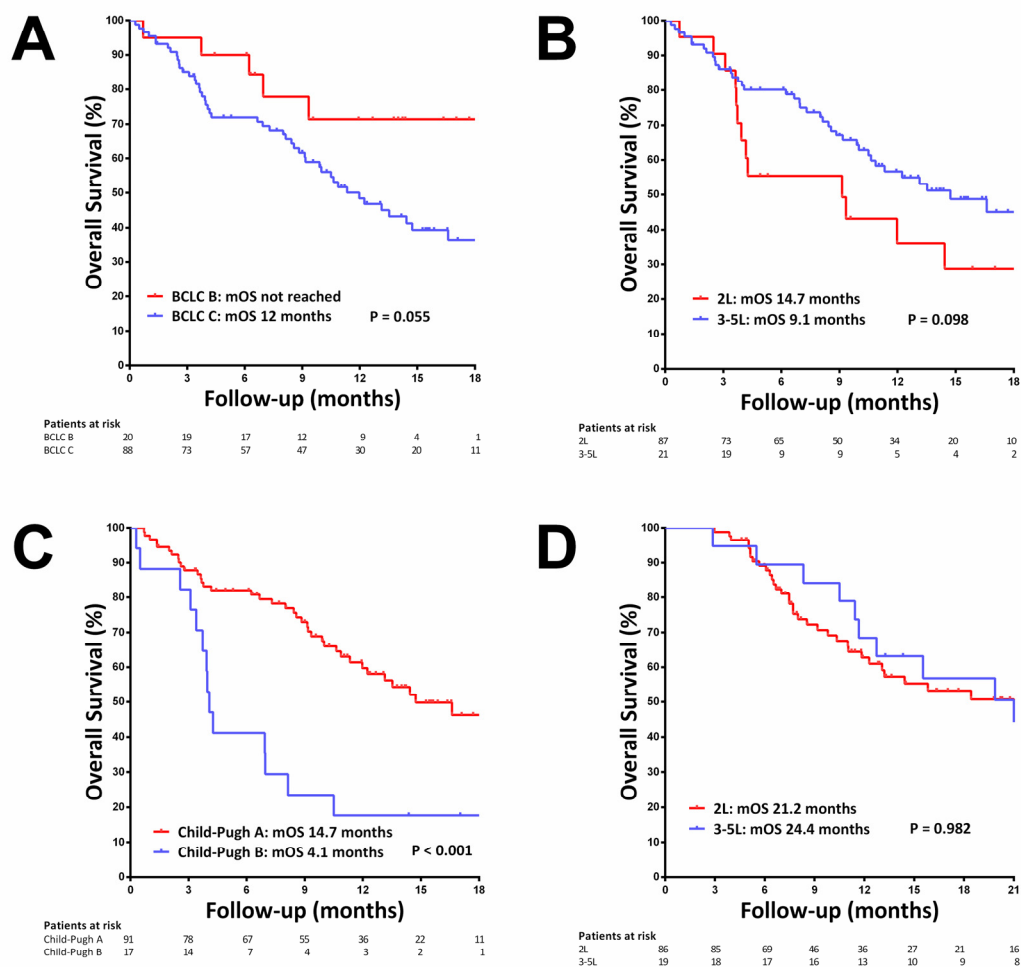 A
Overall Survival (%)
100
90
80
70
60
50
40
30
20
10
0
BCLC B: mOS not reached
BCLC C: mOS 12 months
P = 0.055
0 3 6 9 12 15 18
Follow-up (months)
Patients at risk
BCLC B 20 19 17 12 9 4 1
BCLC C 88 73 57 47 30 20 11
B
Overall Survival (%)
100
90
80
70
60
50
40
30
20
10
0
2L: mOS 14.7 months
3-5L: mOS 9.1 months
P = 0.098
0 3 6 9 12 15 18
Follow-up (months)
Patients at risk
2L 87 73 65 50 34 20 10
3-5L 21 19 9 9 5 4 2
C
Overall Survival (%)
100
90
80
70
60
50
40
30
20
10
0
Child-Pugh A: mOS 14.7 months
Child-Pugh B: mOS 4.1 months
P < 0.001
0 3 6 9 12 15 18
Follow-up (months)
Patients at risk
Child-Pugh A 91 78 67 55 36 22 11
Child-Pugh B 17 14 7 4 3 2 1
D
Overall Survival (%)
100
90
80
70
60
50
40
30
20
10
0
2L: mOS 21.2 months
3-5L: mOS 24.4 months
P = 0.982
0 3 6 9 12 15 18 21
Follow-up (months)
Patients at risk
2L 86 85 69 46 36 27 21 16
3-5L 19 18 17 16 13 10 9 8